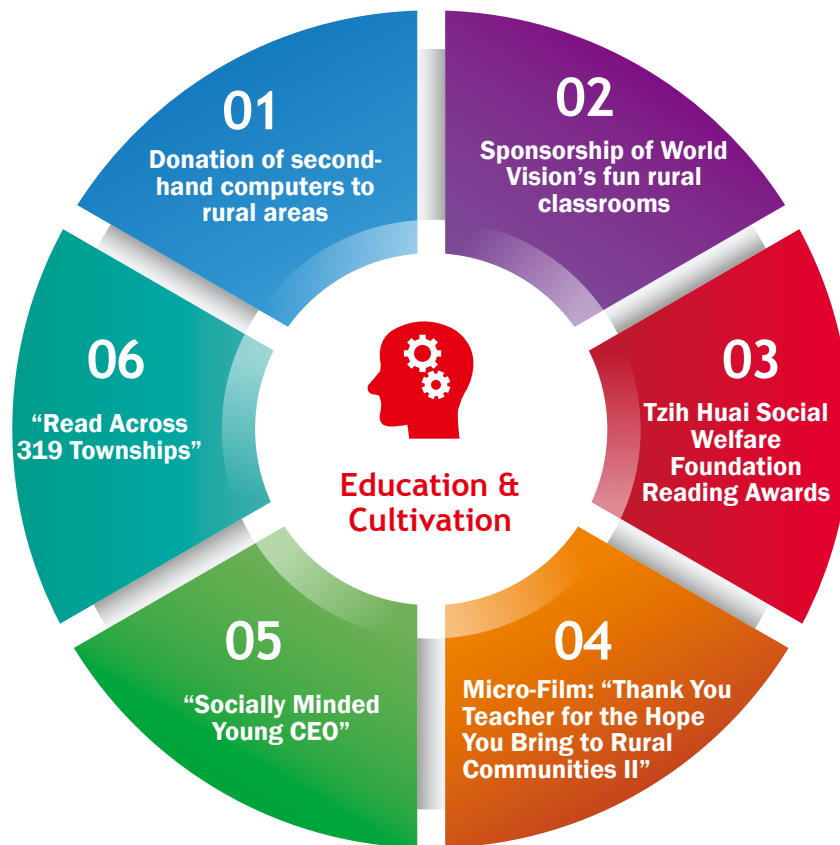 01
Donation of second-
hand computers to
rural areas
02
Sponsorship of World
Vision’s fun rural
classrooms
03
Tzih Huai Social
Welfare
Foundation
Reading Awards
04
Micro-Film: “Thank You
Teacher for the Hope
You Bring to Rural
Communities II”
05
“Socially Minded
Young CEO”
06
“Read Across
319 Townships”
Education &
Cultivation